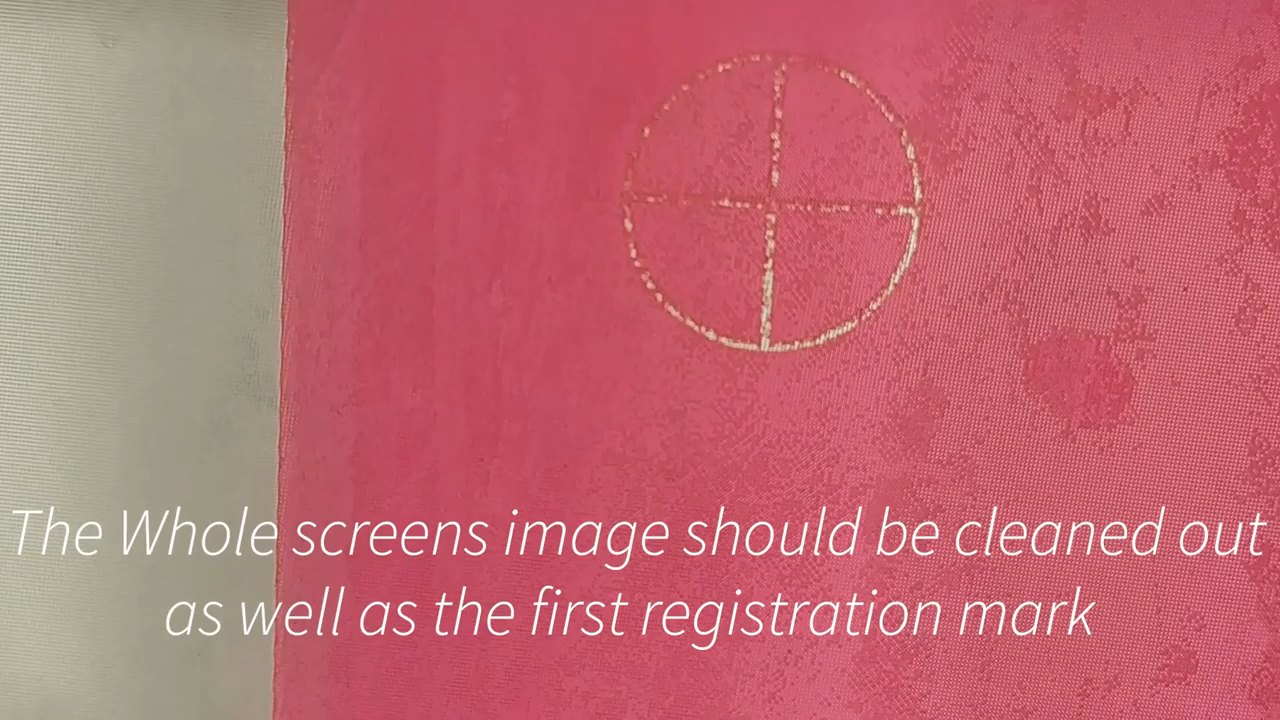 The Whole screens image should be cleaned out
as well as the first registration mark